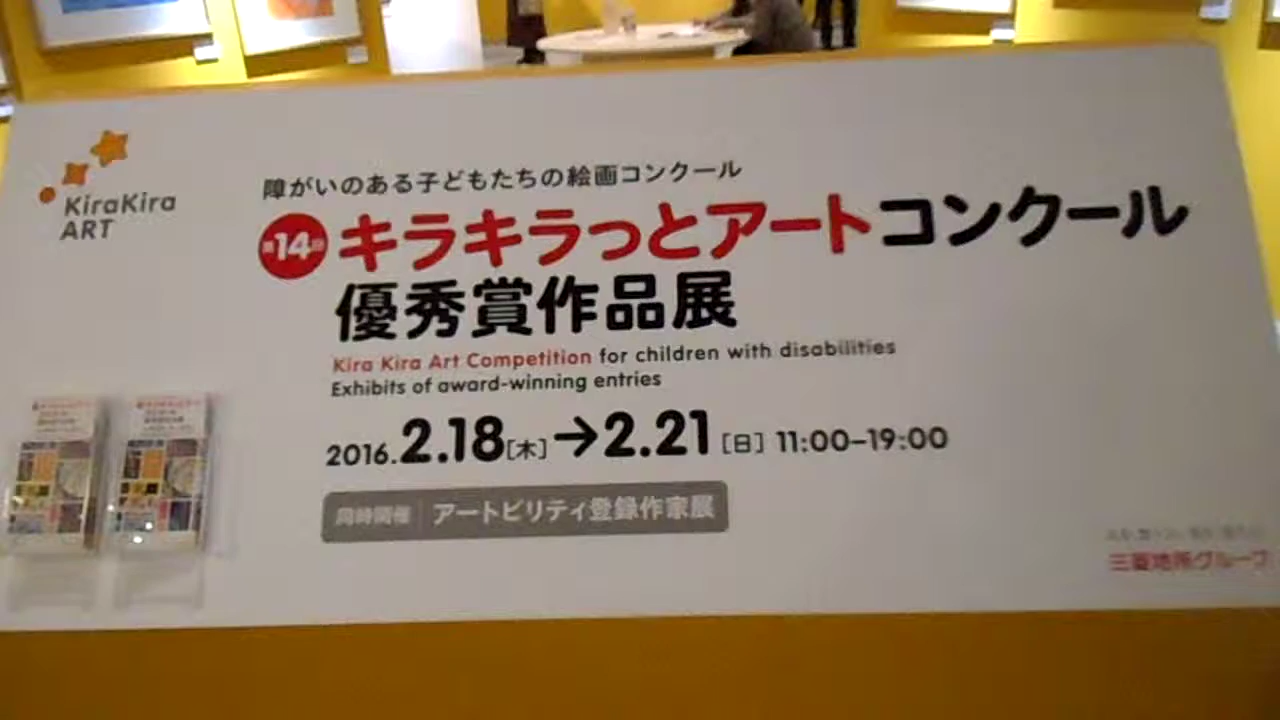 KiraKira
ART
障がいのある子どもたちの絵画コンクール
第14回 キラキラっとアートコンクール
優秀賞作品展
Kira Kira Art Competition for children with disabilities
Exhibits of award-winning entries
2016.2.18[木]→2.21[日] 11:00–19:00
同時開催 アートビリティ登録作家展
三菱地所グループ